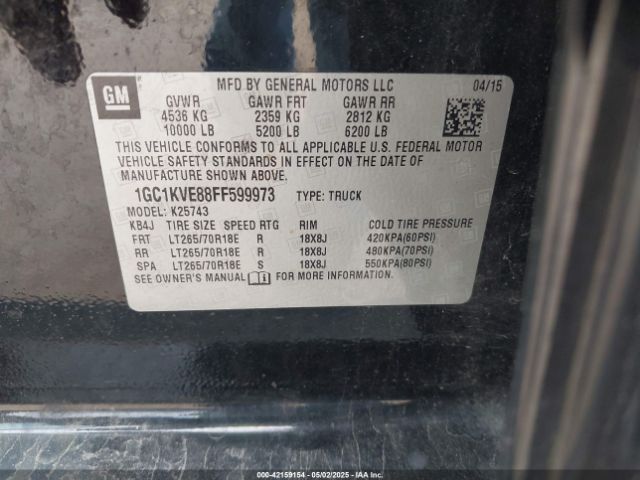 GM
MFD BY GENERAL MOTORS LLC 04/15
GVWR GAWR FRT GAWR RR
4536 KG 2359 KG 2812 KG
10000 LB 5200 LB 6200 LB
THIS VEHICLE CONFORMS TO ALL APPLICABLE U.S. FEDERAL MOTOR
VEHICLE SAFETY STANDARDS IN EFFECT ON THE DATE OF
MANUFACTURE SHOWN ABOVE.
1GC1KVE88FF599973 TYPE: TRUCK
MODEL: K25743
KB4J TIRE SIZE SPEED RTG RIM COLD TIRE PRESSURE
FRT LT265/70R18E R 18X8J 420KPA(60PSI)
RR LT265/70R18E R 18X8J 480KPA(70PSI)
SPA LT265/70R18E S 18X8J 550KPA(80PSI)
SEE OWNER'S MANUAL FOR MORE INFORMATION.
000-42159154 05/02/2025 - IAAI.COM